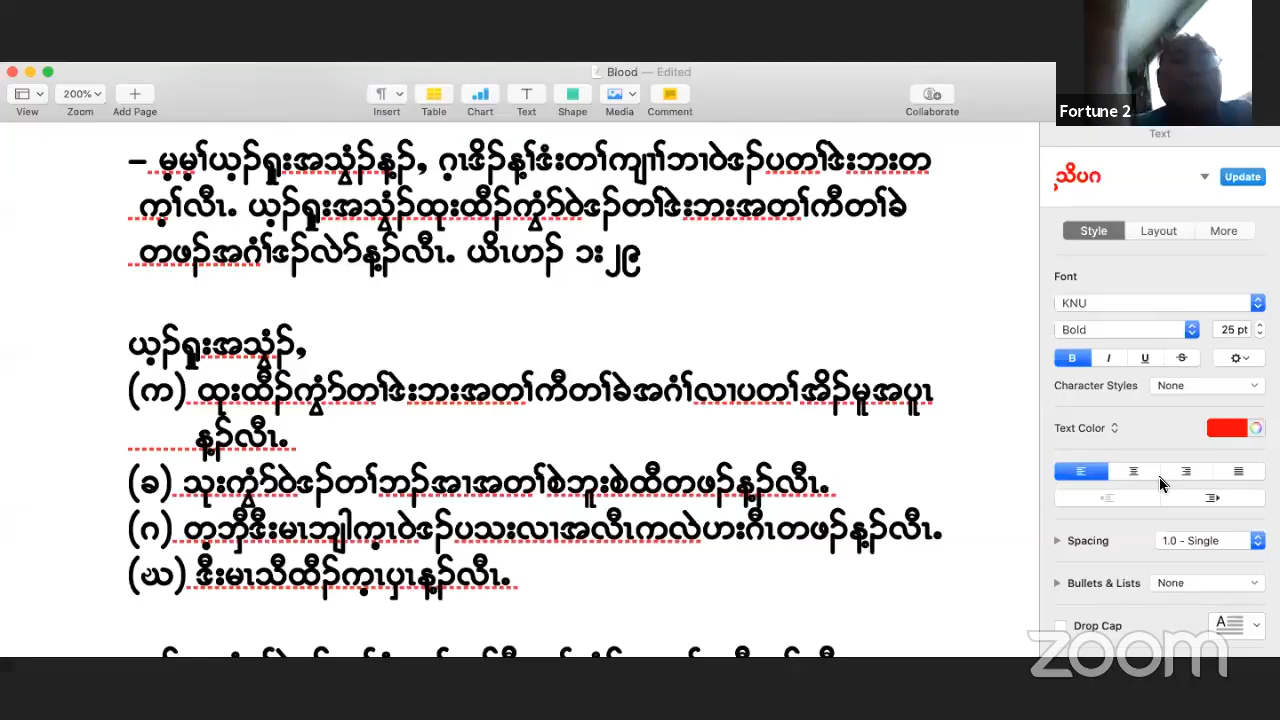 Blood — Edited
View
Zoom
200%
Add Page
Insert
Table
Chart
Text
Shape
Media
Comment
Collaborate
Fortune 2
– မ့မ့ၢ်ယ့ၣ်ရှူးအသွံၣ်န့ၣ်, ဂ့ၤဒိၣ်န့ၢ်ဒံးတၢ်ကျၢၢ်ဘၢဝဲဒၣ်ပတၢ်ဒဲးဘးတ
က့ၢ်လီၤ. ယ့ၣ်ရှူးအသွံၣ်ထုးထီၣ်ကွံာ်ဝဲဒၣ်တၢ်ဒဲးဘးအတၢ်ကီတၢ်ခဲ
တဖၣ်အဂံၢ်ဒၣ်လဲာ်န့ၣ်လီၤ. ယိၤဟၣ် ၁း၂၉
ယ့ၣ်ရှူးအသွံၣ်,
(က) ထုးထီၣ်ကွံာ်တၢ်ဒဲးဘးအတၢ်ကီတၢ်ခဲအဂံၢ်လၢပတၢ်အိၣ်မူအပူၤ
န့ၣ်လီၤ.
(ခ) သုးကွံာ်ဝဲဒၣ်တၢ်ဘၣ်အၢအတၢ်စဲဘူးစဲထီတဖၣ်န့ၣ်လီၤ.
(ဂ) တ့ဘှီဒီးမၤဘျါက့ၤဝဲဒၣ်ပသးလၢအလီၤကလဲဟးဂီၤတဖၣ်န့ၣ်လီၤ.
(ဃ) ဒီးမၤသီထီၣ်က့ၤပှၤန့ၣ်လီၤ.
Text
Update
Style
Layout
More
Font
KNU
Bold
25 pt
B I U S
Character Styles
None
Text Color
Spacing
1.0 - Single
Bullets & Lists
None
Drop Cap
zoom